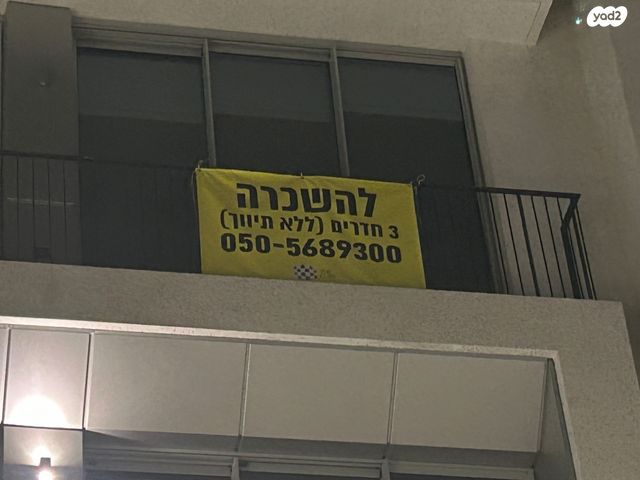 yad2
להשכרה
3 חדרים (ללא תיווך)
050-5689300